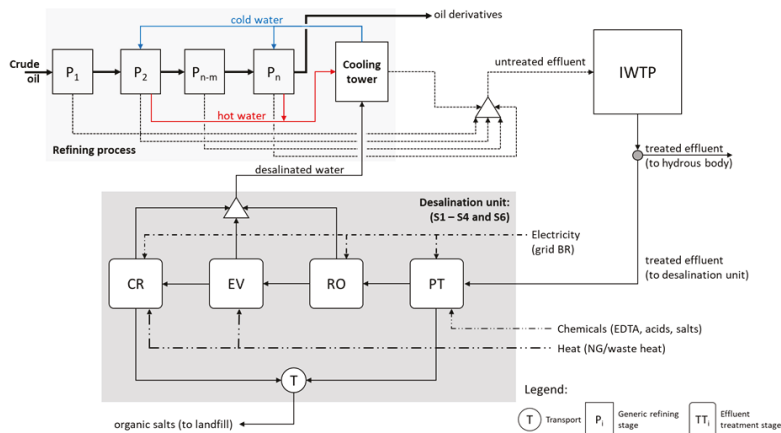 cold water
oil derivatives
Crude
oil
P1
P2
Pn-m
Pn
Cooling
tower
untreated effluent
IWTP
hot water
Refining process
treated effluent
(to hydrous body)
desalinated water
Desalination unit:
(S1 – S4 and S6)
Electricity
(grid BR)
treated effluent
(to desalination unit)
CR
EV
RO
PT
Chemicals (EDTA, acids, salts)
Heat (NG/waste heat)
T
organic salts (to landfill)
Legend:
T
Transport
Pi
Generic refining
stage
TTi
Effluent
treatment stage